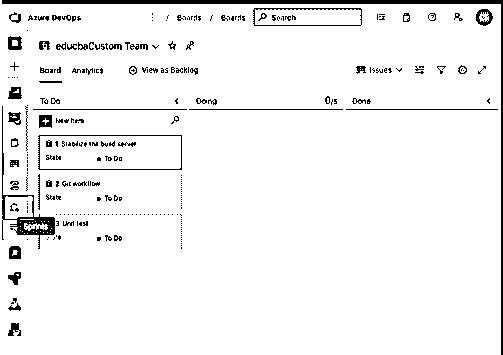 Azure DevOps
/ Boards / Boards
Search
educbaCustom Team
Board Analytics View as Backlog
Issues
To Do
Doing
0/5
Done
New item
1 Stabilize the build server
State To Do
2 Git workflow
State To Do
3 Unit Test
To Do